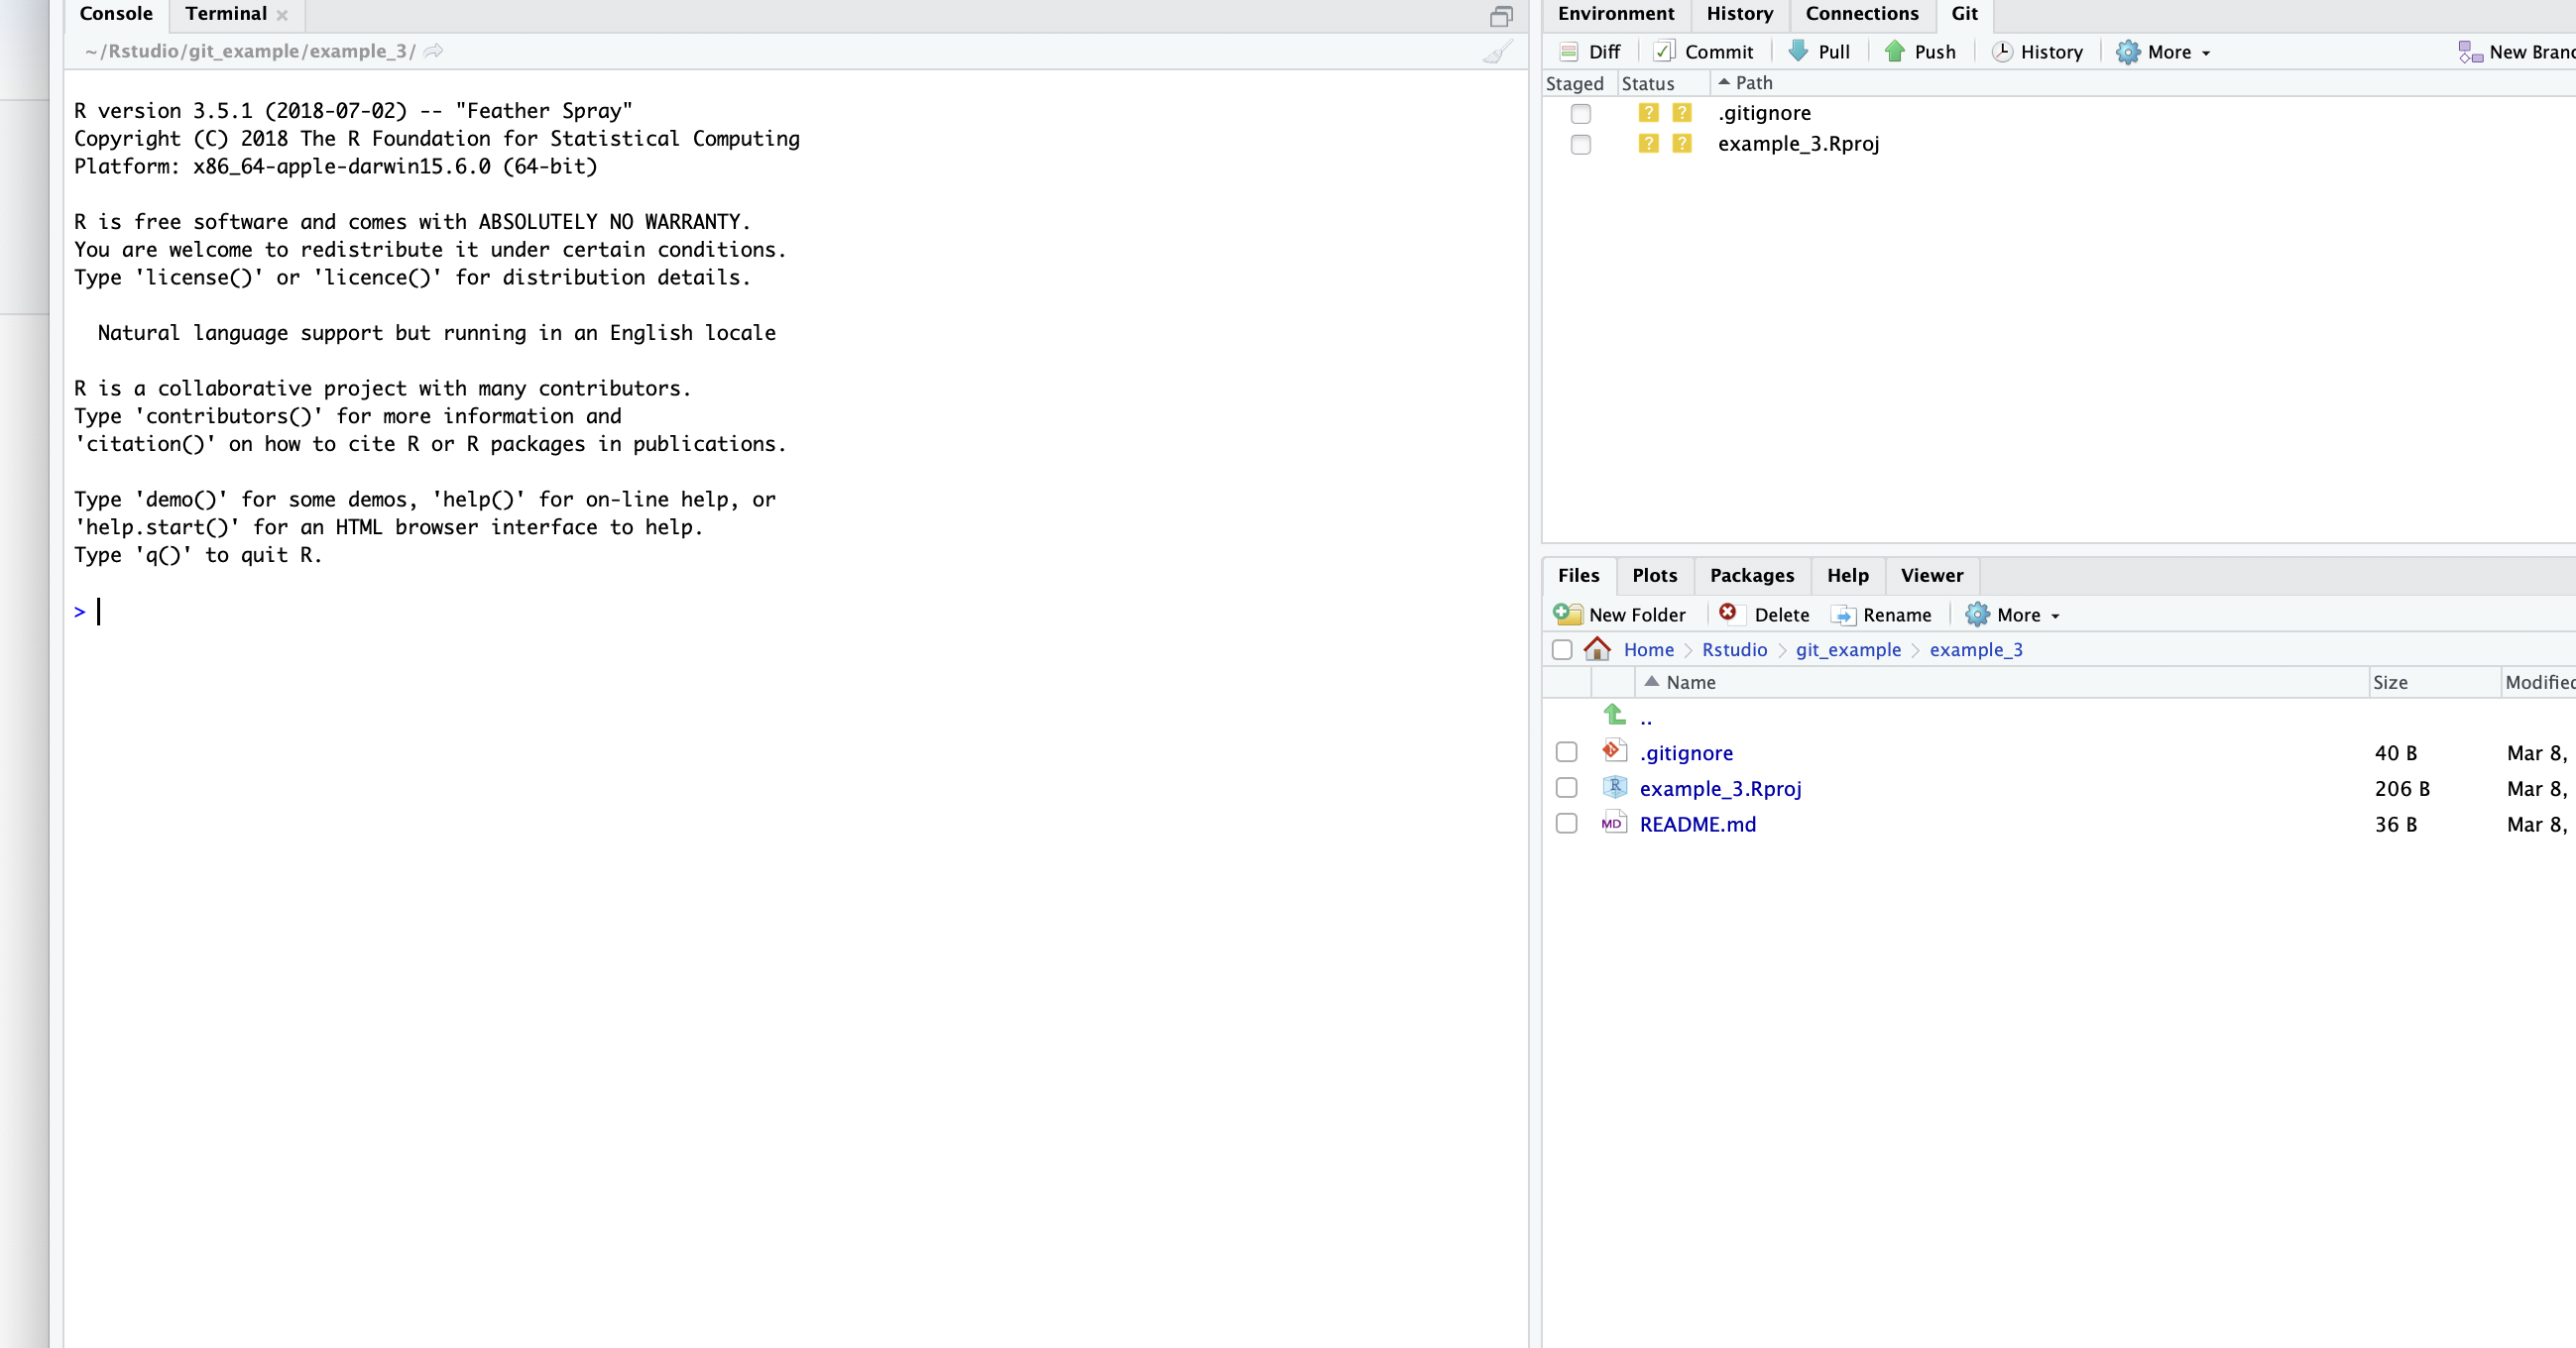 Console Terminal
~/Rstudio/git_example/example_3/
R version 3.5.1 (2018-07-02) -- "Feather Spray"
Copyright (C) 2018 The R Foundation for Statistical Computing
Platform: x86_64-apple-darwin15.6.0 (64-bit)
R is free software and comes with ABSOLUTELY NO WARRANTY.
You are welcome to redistribute it under certain conditions.
Type 'license()' or 'licence()' for distribution details.
Natural language support but running in an English locale
R is a collaborative project with many contributors.
Type 'contributors()' for more information and
'citation()' on how to cite R or R packages in publications.
Type 'demo()' for some demos, 'help()' for on-line help, or
'help.start()' for an HTML browser interface to help.
Type 'q()' to quit R.
>
Environment History Connections Git
Diff Commit Pull Push History More New Branc
Staged Status Path
? ? .gitignore
? ? example_3.Rproj
Files Plots Packages Help Viewer
New Folder Delete Rename More
Home Rstudio git_example example_3
Name Size Modified
..
.gitignore 40 B Mar 8,
R example_3.Rproj 206 B Mar 8,
MD README.md 36 B Mar 8,